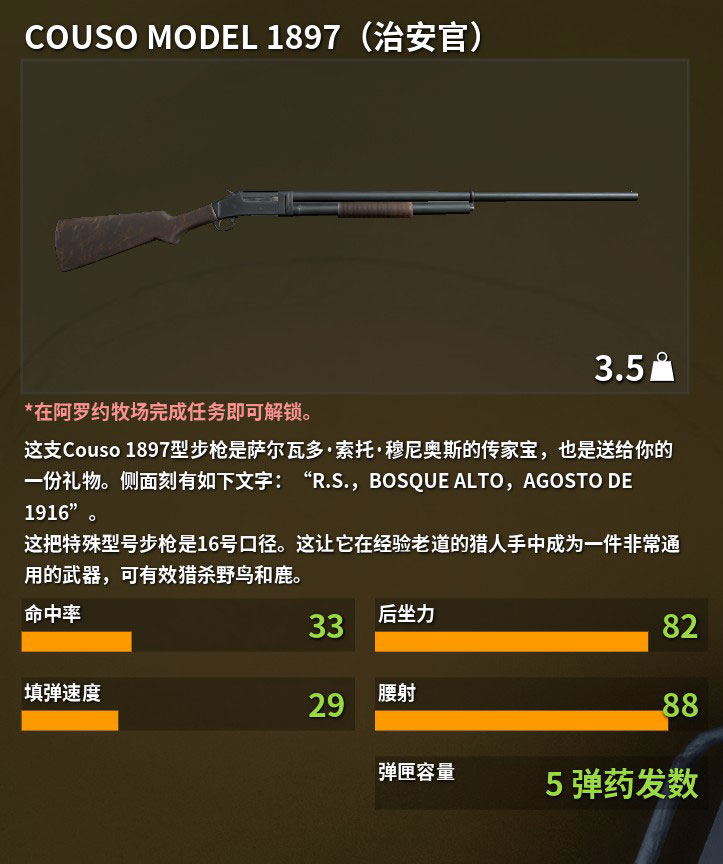 COUSO MODEL 1897（治安官）
3.5
*在阿罗约牧场完成任务即可解锁。
这支Couso 1897型步枪是萨尔瓦多·索托·穆尼奥斯的传家宝，也是送给你的
一份礼物。侧面刻有如下文字：“R.S.，BOSQUE ALTO，AGOSTO DE
1916”。
这把特殊型号步枪是16号口径。这让它在经验老道的猎人手中成为一件非常通
用的武器，可有效猎杀野鸟和鹿。
命中率 33 后坐力 82
填弹速度 29 腰射 88
弹匣容量 5 弹药发数